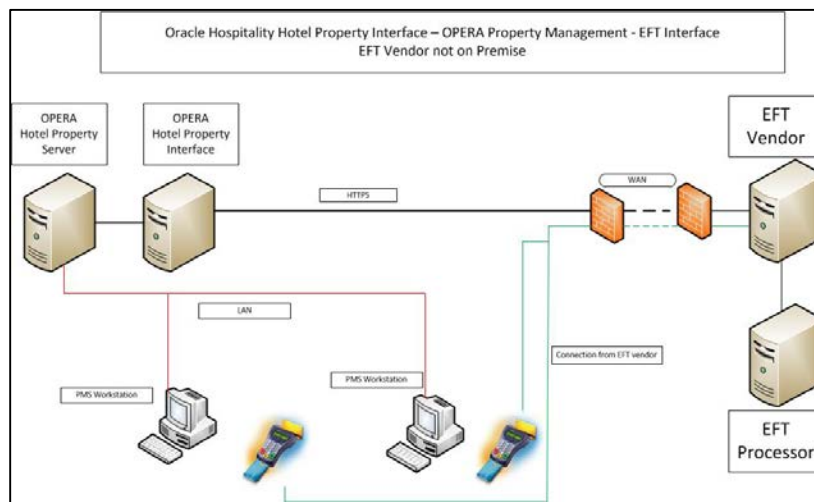 Oracle Hospitality Hotel Property Interface – OPERA Property Management - EFT Interface
EFT Vendor not on Premise
OPERA
Hotel Property
Server
OPERA
Hotel Property
Interface
EFT
Vendor
WAN
HTTPS
LAN
Connection from EFT vendor
PMS Workstation
PMS Workstation
EFT
Processor